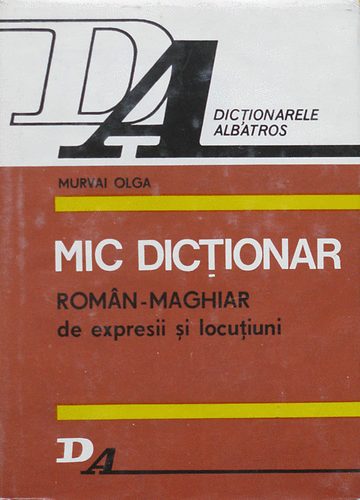 DA
DICȚIONARELE
ALBATROS
MURVAI OLGA
MIC DICȚIONAR
ROMÂN-MAGHIAR
de expresii și locuțiuni
DA